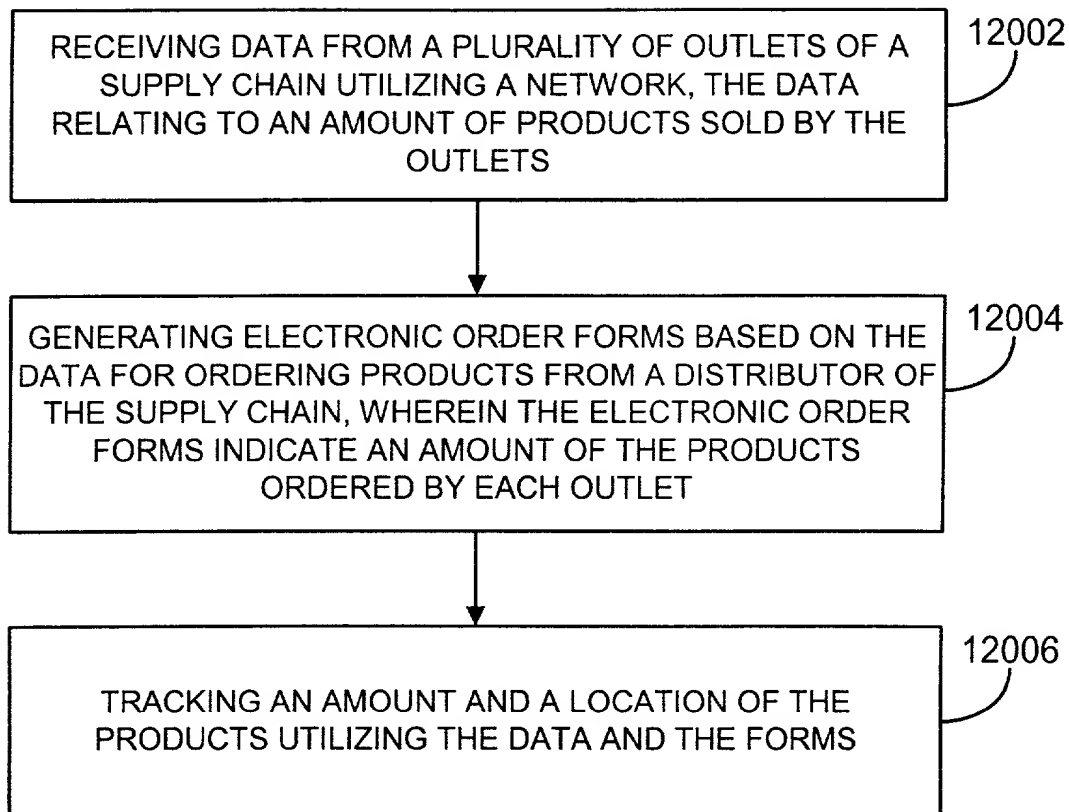 RECEIVING DATA FROM A PLURALITY OF OUTLETS OF A
SUPPLY CHAIN UTILIZING A NETWORK, THE DATA
RELATING TO AN AMOUNT OF PRODUCTS SOLD BY THE
OUTLETS
12002
GENERATING ELECTRONIC ORDER FORMS BASED ON THE
DATA FOR ORDERING PRODUCTS FROM A DISTRIBUTOR OF
THE SUPPLY CHAIN, WHEREIN THE ELECTRONIC ORDER
FORMS INDICATE AN AMOUNT OF THE PRODUCTS
ORDERED BY EACH OUTLET
12004
TRACKING AN AMOUNT AND A LOCATION OF THE
PRODUCTS UTILIZING THE DATA AND THE FORMS
12006